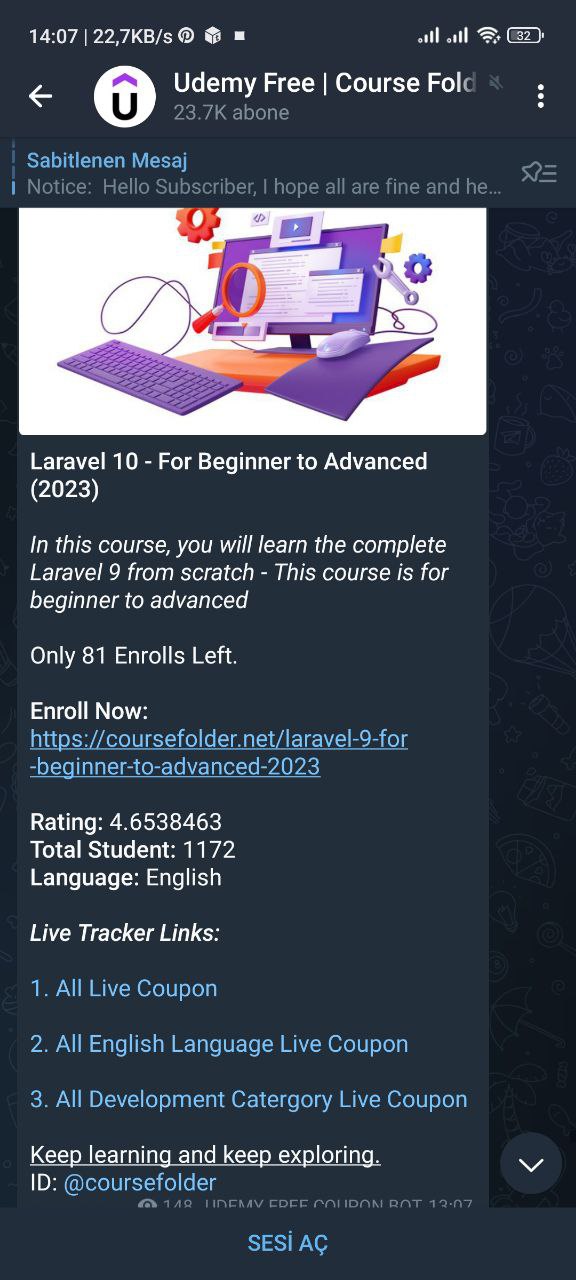 14:07 | 22,7KB/s
32
Udemy Free | Course Fold
23.7K abone
Sabitlenen Mesaj
Notice: Hello Subscriber, I hope all are fine and he...
Laravel 10 - For Beginner to Advanced
(2023)
In this course, you will learn the complete
Laravel 9 from scratch - This course is for
beginner to advanced
Only 81 Enrolls Left.
Enroll Now:
https://coursefolder.net/laravel-9-for
-beginner-to-advanced-2023
Rating: 4.6538463
Total Student: 1172
Language: English
Live Tracker Links:
1. All Live Coupon
2. All English Language Live Coupon
3. All Development Catergory Live Coupon
Keep learning and keep exploring.
ID: @coursefolder
148 UDEMY FREE COUPON BOT 13:07
SESİ AÇ